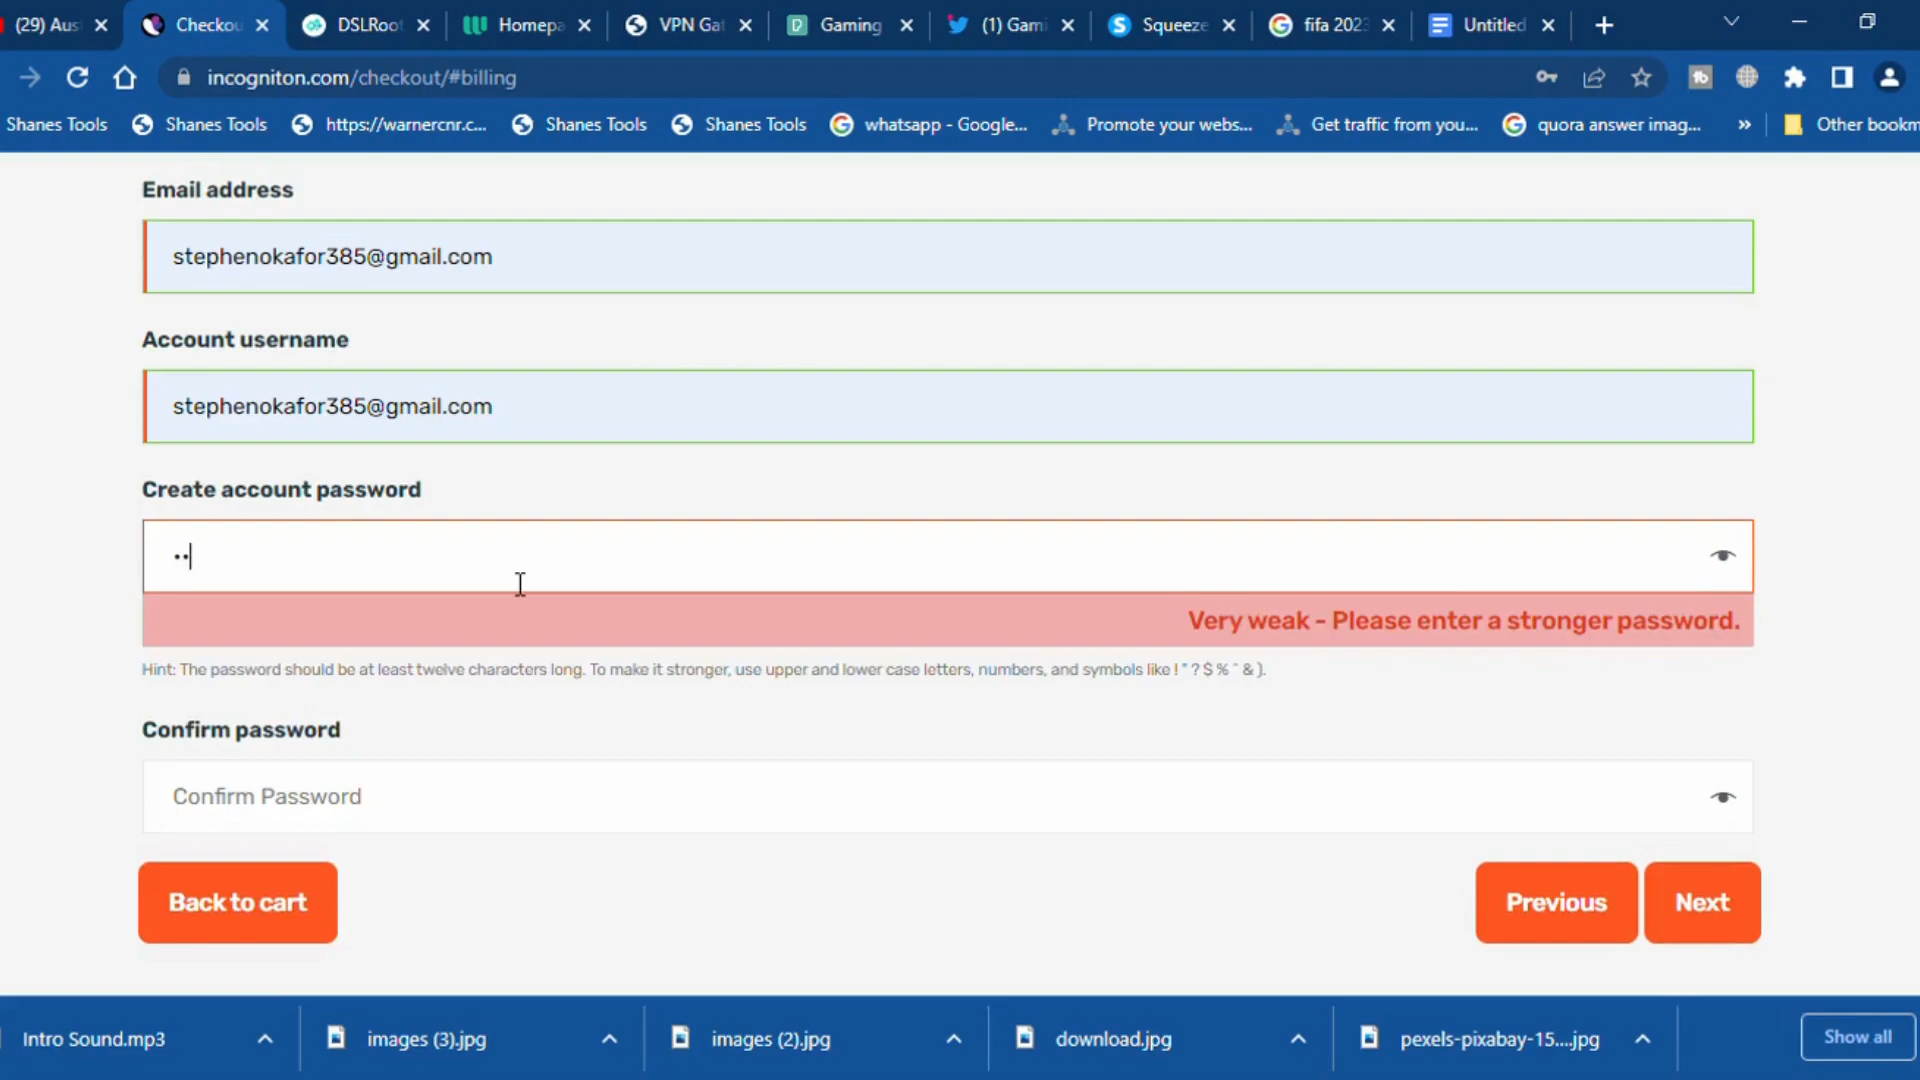 (29) Aus
Checkou
DSLRoo
Homepa
VPN Gat
Gaming
(1) Gami
Squeeze
fifa 2023
Untitled
incogniton.com/checkout/#billing
Shanes Tools
Shanes Tools
https://warnercnr.c...
Shanes Tools
Shanes Tools
whatsapp - Google...
Promote your webs...
Get traffic from you...
quora answer imag...
»
Other bookm
Email address
stephenokafor385@gmail.com
Account username
stephenokafor385@gmail.com
Create account password
Very weak - Please enter a stronger password.
Hint: The password should be at least twelve characters long. To make it stronger, use upper and lower case letters, numbers, and symbols like ! " ? $ % ^ & ).
Confirm password
Confirm Password
Back to cart
Previous
Next
Intro Sound.mp3
images (3).jpg
images (2).jpg
download.jpg
pexels-pixabay-15....jpg
Show all